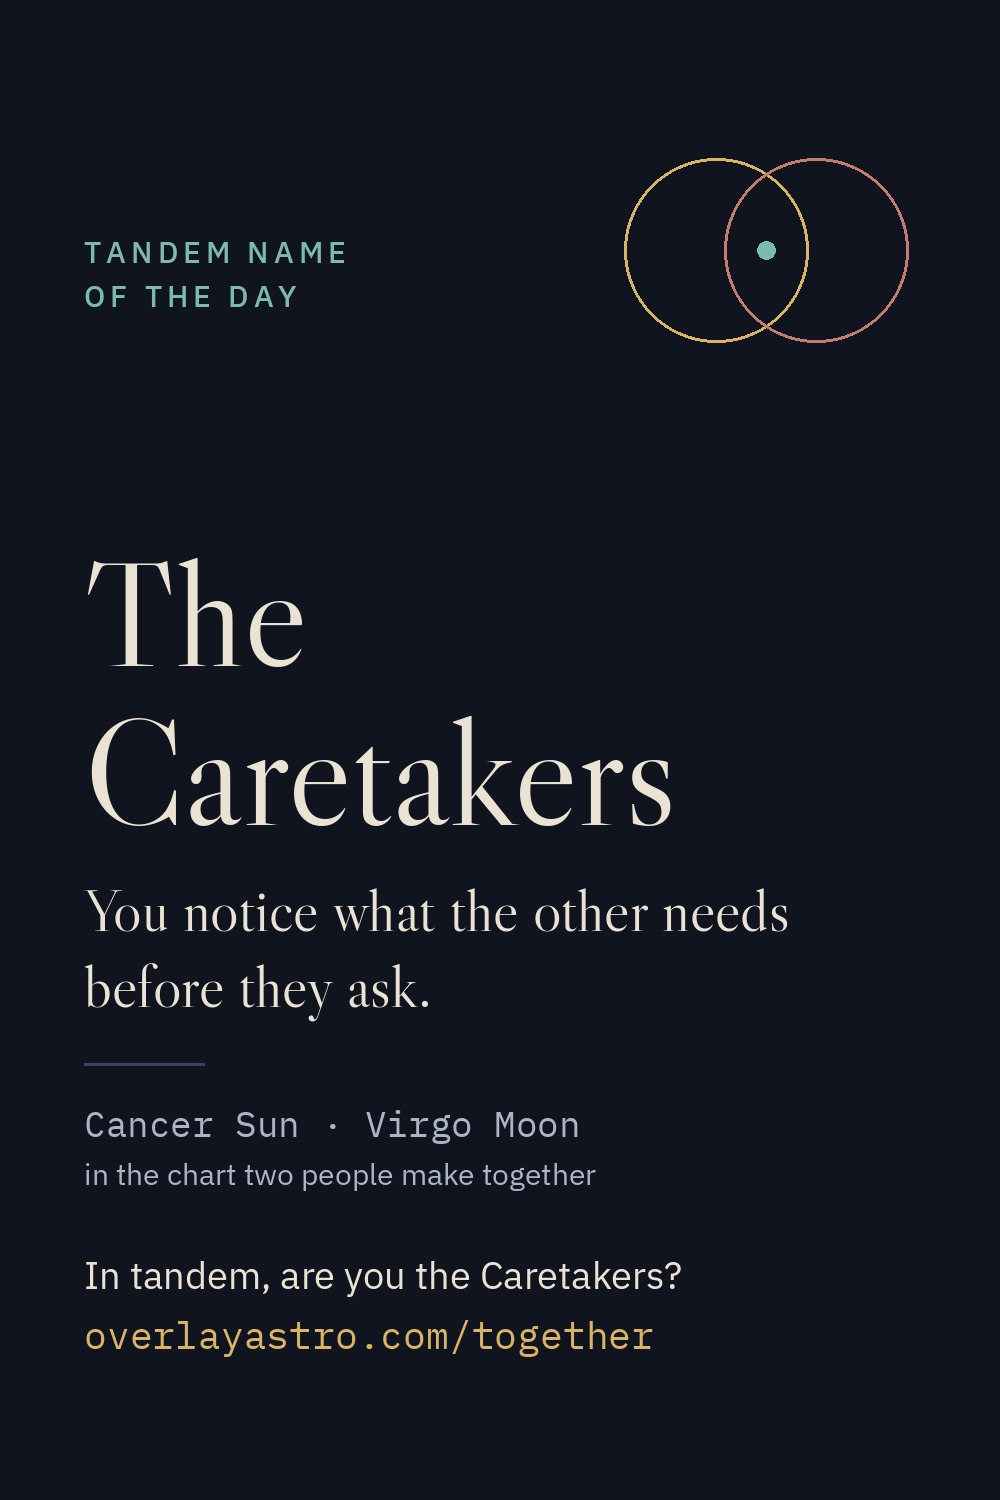 TANDEM NAME
OF THE DAY
The
Caretakers
You notice what the other needs
before they ask.
Cancer Sun · Virgo Moon
in the chart two people make together
In tandem, are you the Caretakers?
overlayastro.com/together